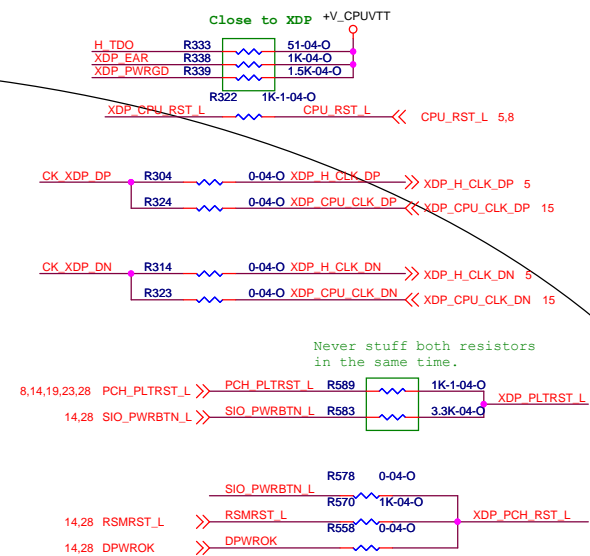 Close to XDP +V_CPUVTT
H_TDO R333 51-04-O
XDP_EAR R338 1K-04-O
XDP_PWRGD R339 1.5K-04-O
R322 1K-1-04-O
XDP_CPU_RST_L CPU_RST_L CPU_RST_L 5,8
CK_XDP_DP R304 0-04-O XDP_H_CLK_DP XDP_H_CLK_DP 5
R324 0-04-O XDP_CPU_CLK_DP XDP_CPU_CLK_DP 15
CK_XDP_DN R314 0-04-O XDP_H_CLK_DN XDP_H_CLK_DN 5
R323 0-04-O XDP_CPU_CLK_DN XDP_CPU_CLK_DN 15
Never stuff both resistors
in the same time.
8,14,19,23,28 PCH_PLTRST_L PCH_PLTRST_L R589 1K-1-04-O
XDP_PLTRST_L
14,28 SIO_PWRBTN_L SIO_PWRBTN_L R583 3.3K-04-O
R578 0-04-O
SIO_PWRBTN_L
R570 1K-04-O
14,28 RSMRST_L RSMRST_L XDP_PCH_RST_L
R558 0-04-O
14,28 DPWROK DPWROK